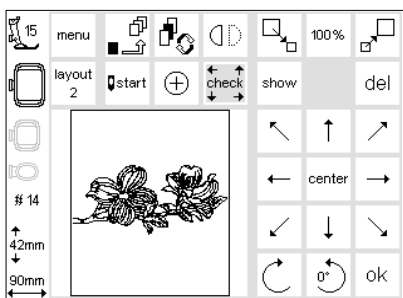 15 menu 100%
layout
2
start check show del
center
# 14
42mm
90mm
0° ok